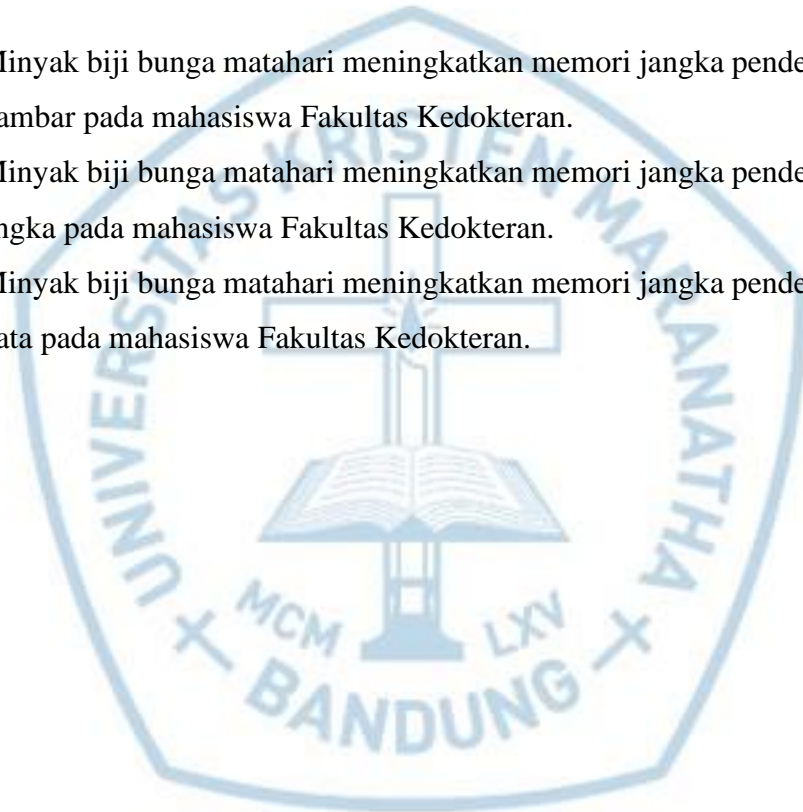 Minyak biji bunga matahari meningkatkan memori jangka pende
ambar pada mahasiswa Fakultas Kedokteran.
Minyak biji bunga matahari meningkatkan memori jangka pende
ngka pada mahasiswa Fakultas Kedokteran.
Minyak biji bunga matahari meningkatkan memori jangka pende
ata pada mahasiswa Fakultas Kedokteran.
UNIVERSITAS KRISTEN MARANATHA
MCM LXV
BANDUNG